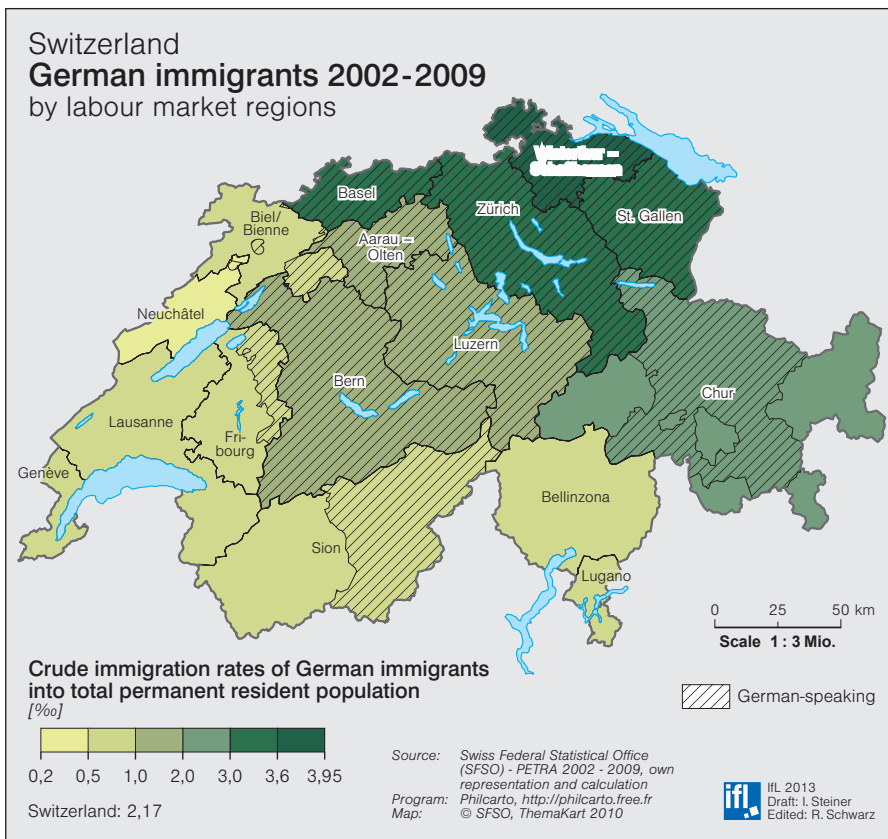 Switzerland
German immigrants 2002-2009
by labour market regions
Basel
Zürich
St. Gallen
Biel/
Bienne
Aarau –
Olten
Neuchâtel
Luzern
Bern
Chur
Lausanne
Fri-
bourg
Genève
Bellinzona
Sion
Lugano
0 25 50 km
Scale 1 : 3 Mio.
Crude immigration rates of German immigrants
into total permanent resident population
[‰]
0,2 0,5 1,0 2,0 3,0 3,6 3,95
Switzerland: 2,17
German-speaking
Source: Swiss Federal Statistical Office
(SFSO) - PETRA 2002 - 2009, own
representation and calculation
Program: Philcarto, http://philcarto.free.fr
Map: © SFSO, ThemaKart 2010
ifl
IfL 2013
Draft: I. Steiner
Edited: R. Schwarz